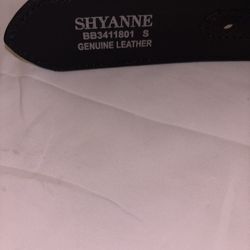 SHYANNE
BB3411801 S
GENUINE LEATHER